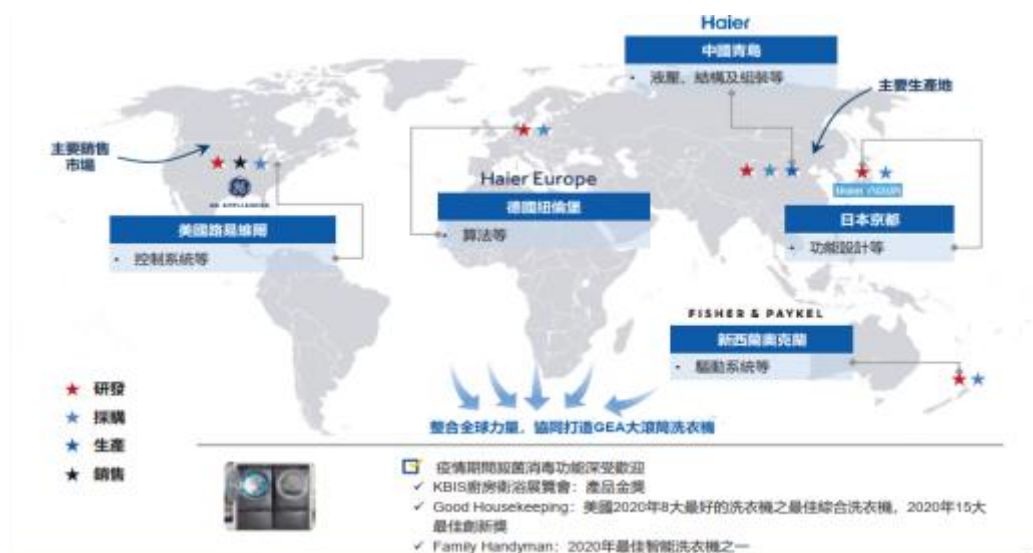 Haier
中國青島
• 液壓、結構及組裝等
主要生產地
主要銷售
市場
GE APPLIANCES
美國路易維爾
• 控制系統等
Haier Europe
德國紐倫堡
• 算法等
Haier /AQUA
日本京都
• 功能設計等
FISHER & PAYKEL
新西蘭奧克蘭
• 驅動系統等
★ 研發
★ 採購
★ 生產
★ 銷售
整合全球力量，協同打造GEA大滾筒洗衣機
疫情期間殺菌消毒功能深受歡迎
✓ KBIS廚房衛浴展覽會：產品金獎
✓ Good Housekeeping：美國2020年8大最好的洗衣機之最佳綜合洗衣機，2020年15大
最佳創新獎
✓ Family Handyman：2020年最佳智能洗衣機之一